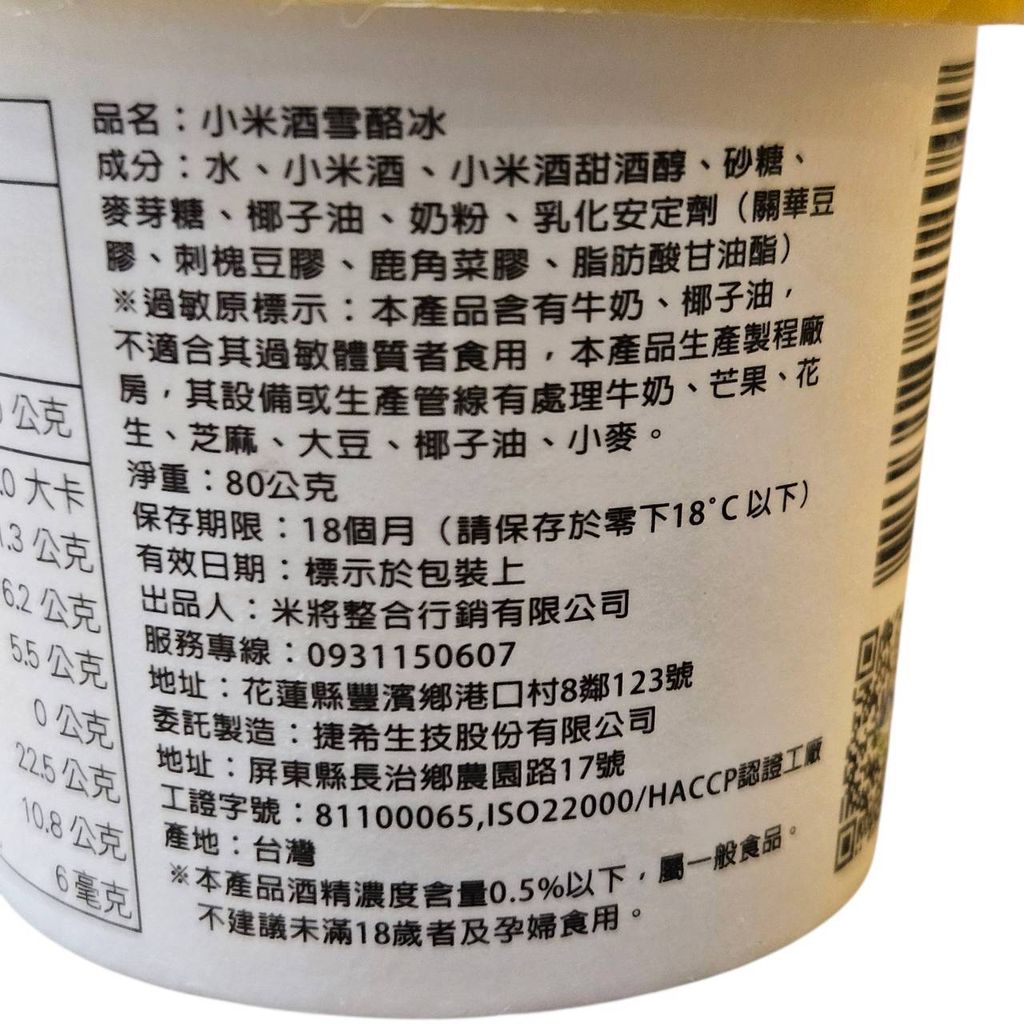 公克
.0 大卡
.3 公克
6.2 公克
5.5 公克
0 公克
22.5 公克
10.8 公克
6 毫克
品名：小米酒雪酪冰
成分：水、小米酒、小米酒甜酒醇、砂糖、
麥芽糖、椰子油、奶粉、乳化安定劑（關華豆
膠、刺槐豆膠、鹿角菜膠、脂肪酸甘油酯）
※過敏原標示：本產品含有牛奶、椰子油，
不適合其過敏體質者食用，本產品生產製程廠
房，其設備或生產管線有處理牛奶、芒果、花
生、芝麻、大豆、椰子油、小麥。
淨重：80公克
保存期限：18個月（請保存於零下18˚C以下）
有效日期：標示於包裝上
出品人：米將整合行銷有限公司
服務專線：0931150607
地址：花蓮縣豐濱鄉港口村8鄰123號
委託製造：捷希生技股份有限公司
地址：屏東縣長治鄉農園路17號
工證字號：81100065,ISO22000/HACCP認證工廠
產地：台灣
※本產品酒精濃度含量0.5%以下，屬一般食品。
不建議未滿18歲者及孕婦食用。